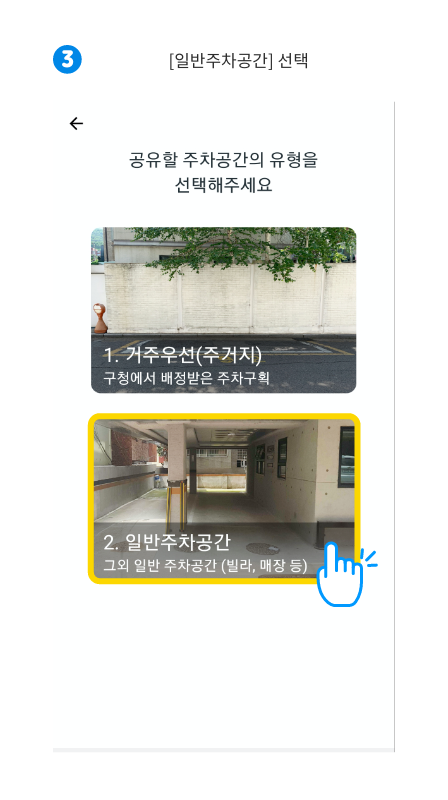 3
[일반주차공간] 선택
공유할 주차공간의 유형을
선택해주세요
1. 거주우선(주거지)
구청에서 배정받은 주차구획
2. 일반주차공간
그외 일반 주차공간 (빌라, 매장 등)